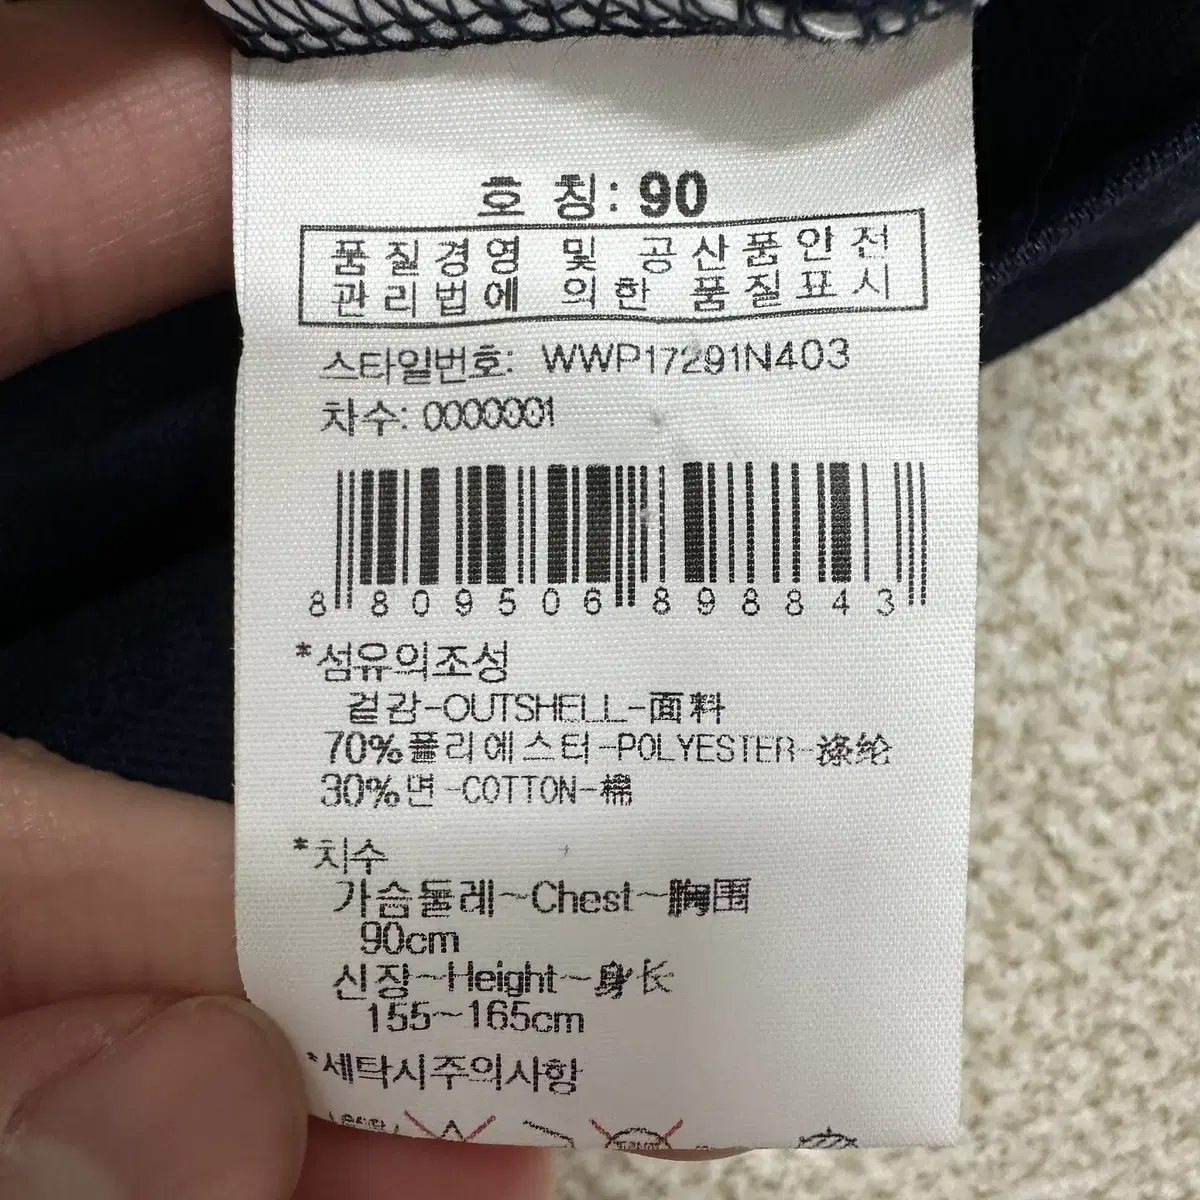 호 칭: 90
품질경영 및 공산품안전
관리법에 의한 품질표시
스타일번호: WWP17291N403
차수: 0000001
8 809506 898843
*섬유의조성
겉감-OUTSHELL-面料
70%폴리에스터-POLYESTER-涤纶
30%면-COTTON-棉
*치수
가슴둘레~Chest~胸围
90cm
신장~Height~身长
155~165cm
*세탁시주의사항